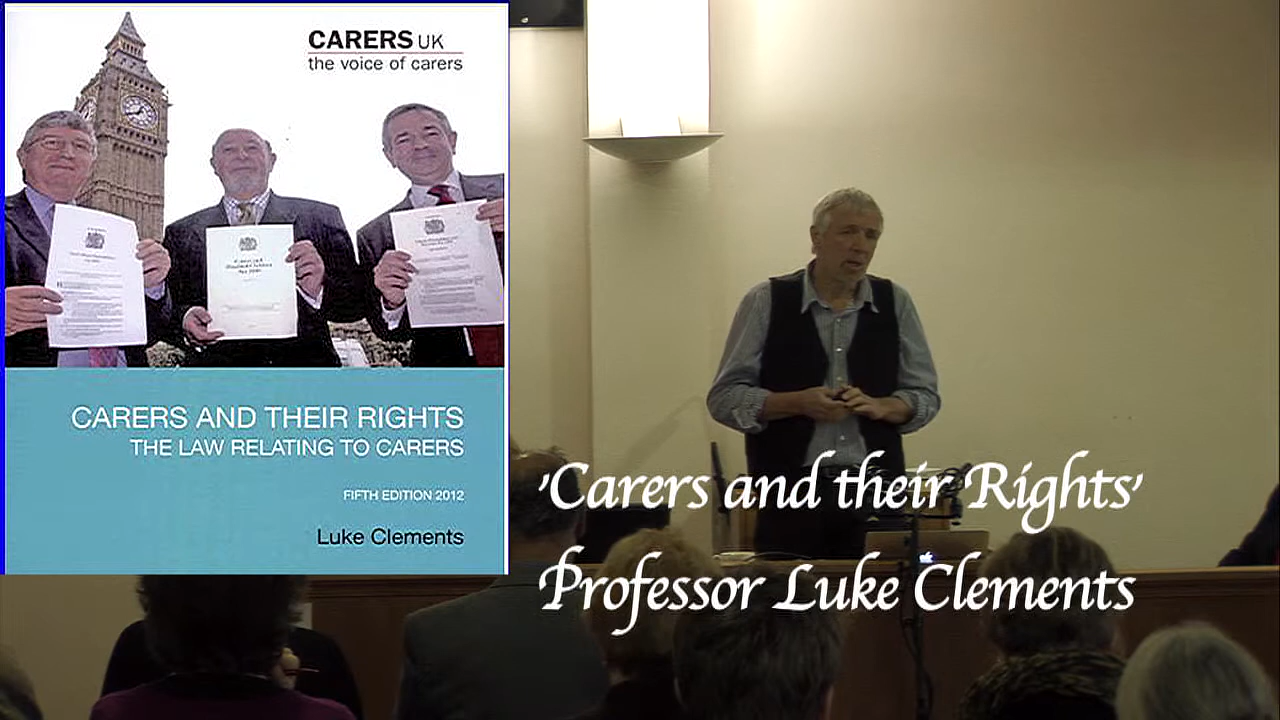 CARERS UK
the voice of carers
CARERS AND THEIR RIGHTS
THE LAW RELATING TO CARERS
FIFTH EDITION 2012
Luke Clements
'Carers and their Rights'
Professor Luke Clements